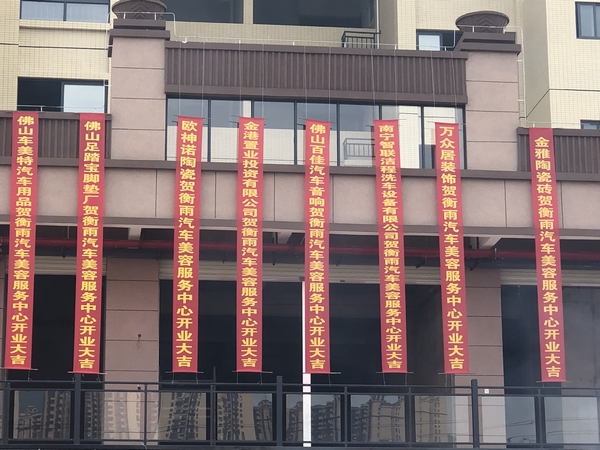 佛山车美特汽车用品贺衡雨汽车美容服务中心开业大吉
佛山足踏宝脚垫厂贺衡雨汽车美容服务中心开业大吉
欧神诺陶瓷贺衡雨汽车美容服务中心开业大吉
金港置业投资有限公司贺衡雨汽车美容服务中心开业大吉
佛山百佳汽车音响贺衡雨汽车美容服务中心开业大吉
南宁智联洁程洗车设备有限公司贺衡雨汽车美容服务中心开业大吉
万众居装饰贺衡雨汽车美容服务中心开业大吉
金雅陶瓷砖贺衡雨汽车美容服务中心开业大吉